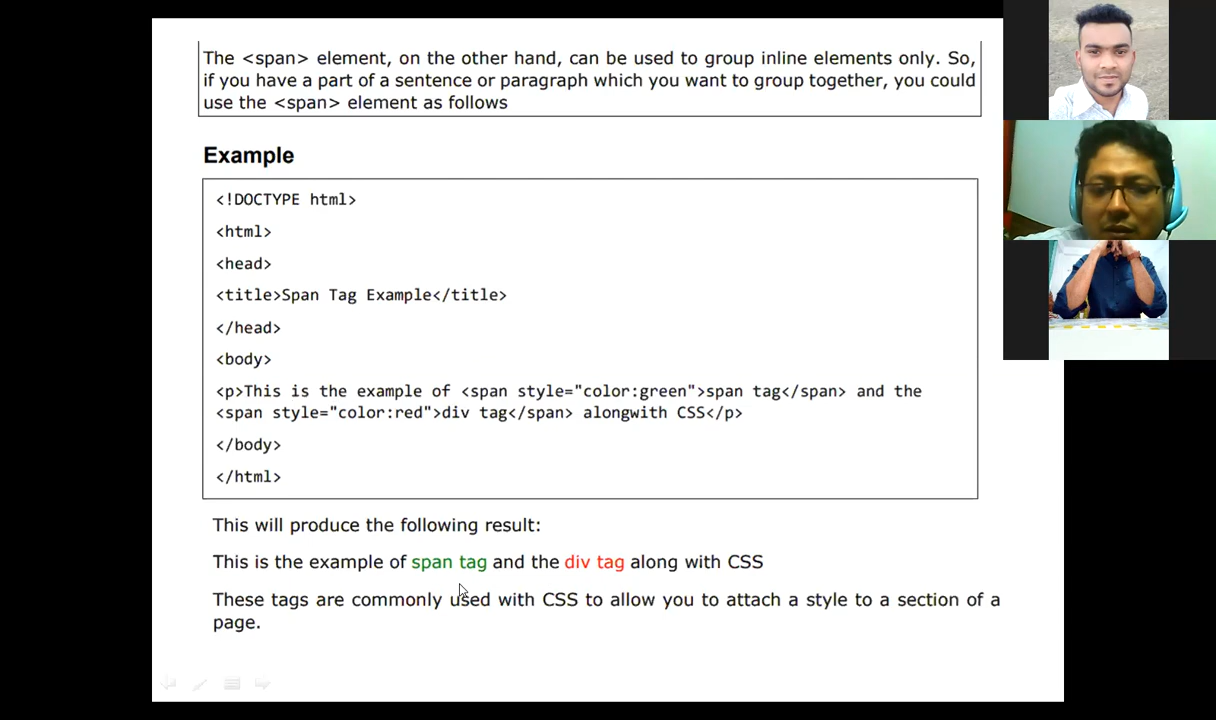 The <span> element, on the other hand, can be used to group inline elements only. So,
if you have a part of a sentence or paragraph which you want to group together, you could
use the <span> element as follows
Example
<!DOCTYPE html>
<html>
<head>
<title>Span Tag Example</title>
</head>
<body>
<p>This is the example of <span style="color:green">span tag</span> and the
<span style="color:red">div tag</span> alongwith CSS</p>
</body>
</html>
This will produce the following result:
This is the example of span tag and the div tag along with CSS
These tags are commonly used with CSS to allow you to attach a style to a section of a
page.